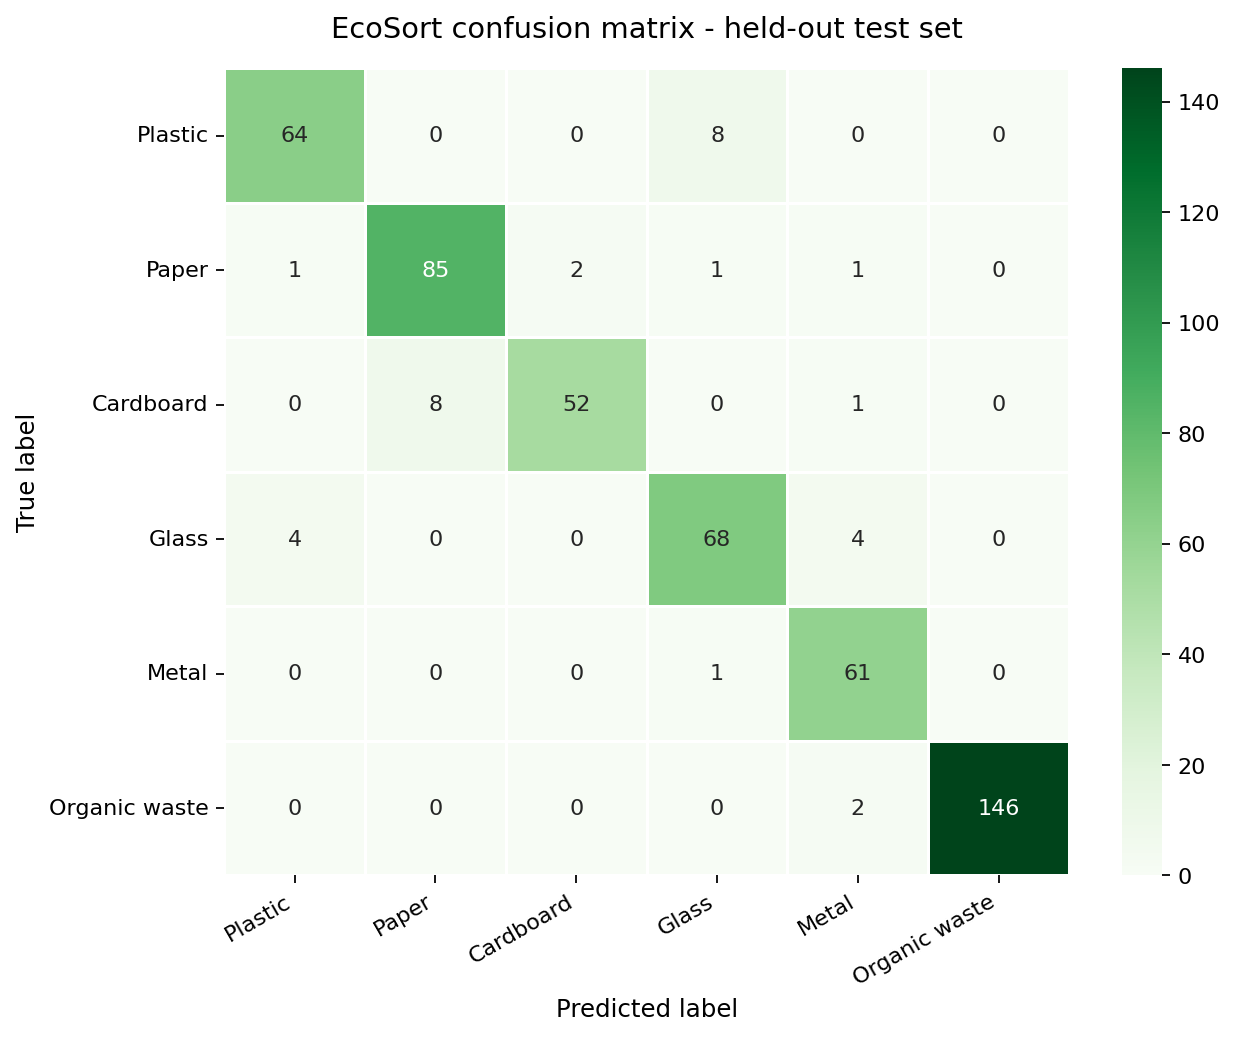 EcoSort confusion matrix - held-out test set
Plastic 64 0 0 8 0 0
Paper 1 85 2 1 1 0
Cardboard 0 8 52 0 1 0
Glass 4 0 0 68 4 0
Metal 0 0 0 1 61 0
Organic waste 0 0 0 0 2 146
Plastic Paper Cardboard Glass Metal Organic waste
True label
Predicted label
140
120
100
80
60
40
20
0